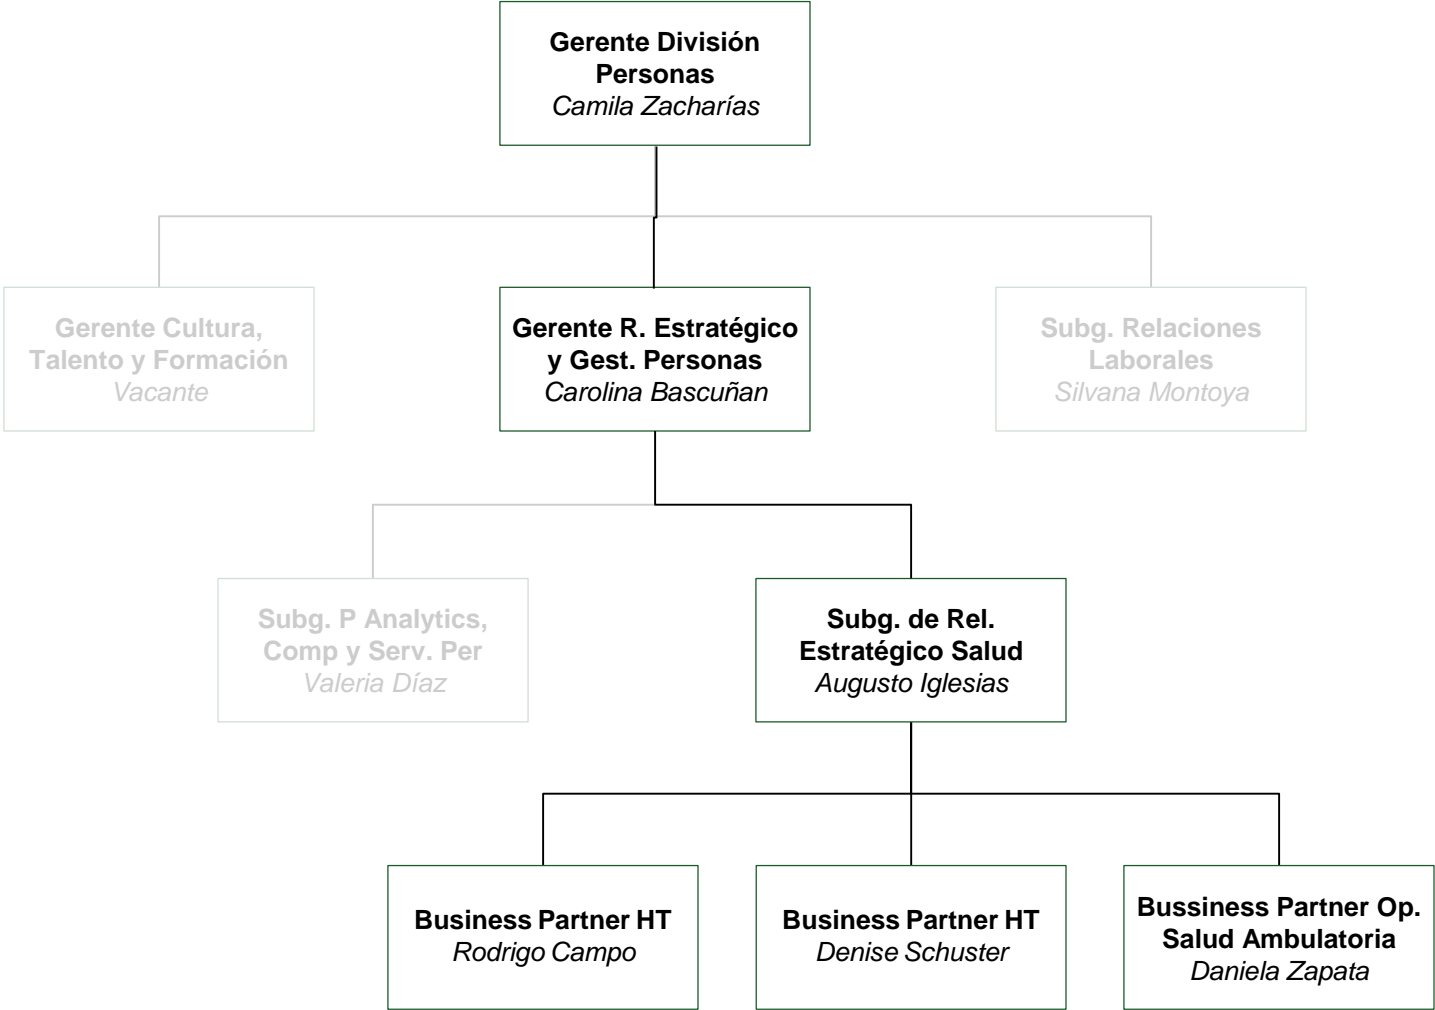 Gerente División
Personas
Camila Zacharías
Gerente Cultura,
Talento y Formación
Vacante
Gerente R. Estratégico
y Gest. Personas
Carolina Bascuñan
Subg. Relaciones
Laborales
Silvana Montoya
Subg. P Analytics,
Comp y Serv. Per
Valeria Díaz
Subg. de Rel.
Estratégico Salud
Augusto Iglesias
Business Partner HT
Rodrigo Campo
Business Partner HT
Denise Schuster
Bussiness Partner Op.
Salud Ambulatoria
Daniela Zapata